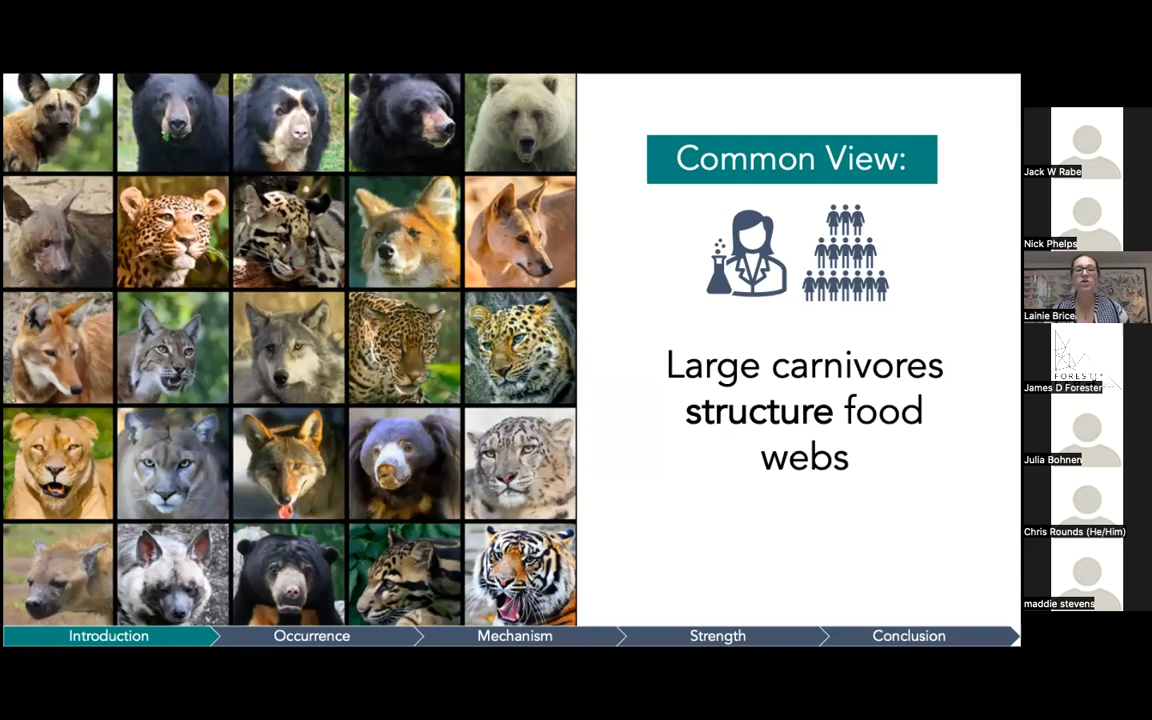 Common View:
Large carnivores
structure food
webs
Introduction
Occurrence
Mechanism
Strength
Conclusion
Jack W Rabe
Nick Phelps
Lainie Brice
FOREST
James D Forester
Julia Bohnen
Chris Rounds (He/Him)
maddie stevens